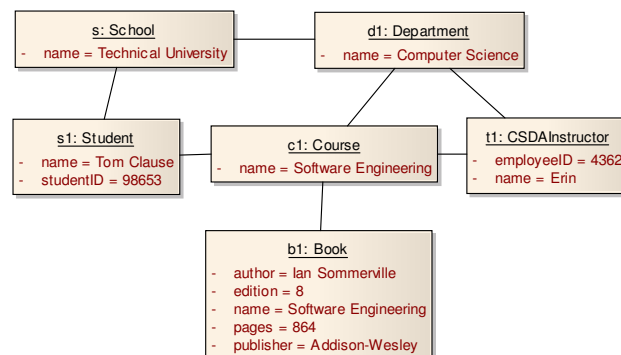 s: School
- name = Technical University
d1: Department
- name = Computer Science
s1: Student
- name = Tom Clause
- studentID = 98653
c1: Course
- name = Software Engineering
t1: CSDAInstructor
- employeeID = 4362
- name = Erin
b1: Book
- author = Ian Sommerville
- edition = 8
- name = Software Engineering
- pages = 864
- publisher = Addison-Wesley